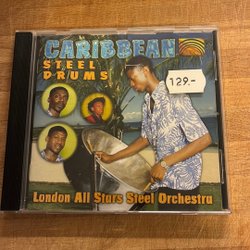 CARIBBEAN
STEEL
DRUMS
129.-
London All Stars Steel Orchestra